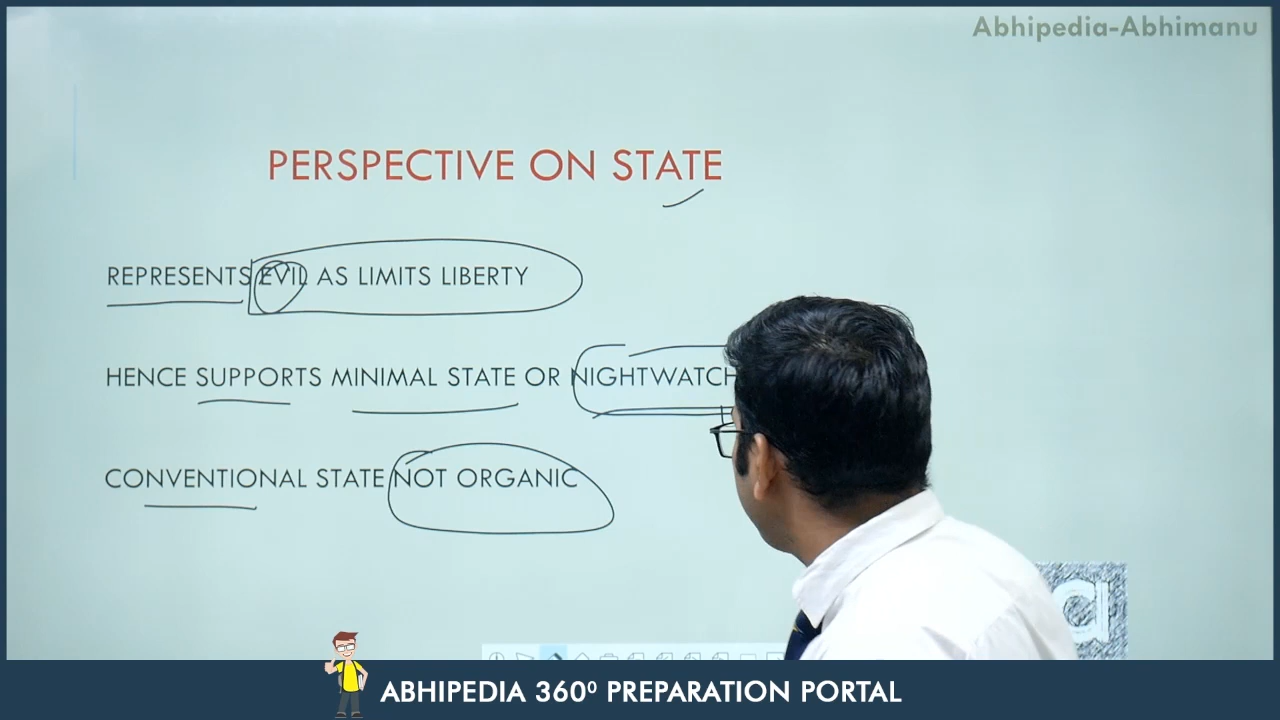 Abhipedia-Abhimanu
PERSPECTIVE ON STATE
REPRESENTS EVIL AS LIMITS LIBERTY
HENCE SUPPORTS MINIMAL STATE OR NIGHTWATCH
CONVENTIONAL STATE NOT ORGANIC
ABHIPEDIA 360⁰ PREPARATION PORTAL